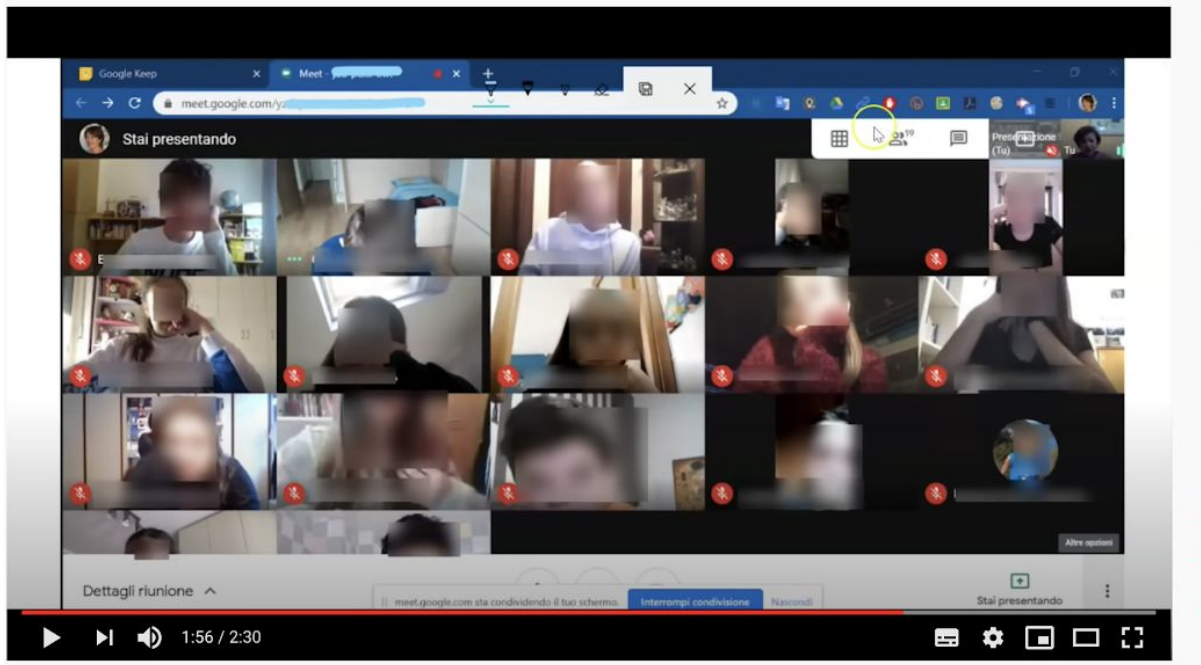 Google Keep
Meet -
meet.google.com/y
Stai presentando
19
Presentazione
(Tu)
Tu
E
Altre opzioni
Dettagli riunione
meet.google.com sta condividendo il tuo schermo.
Interrompi condivisione
Nascondi
Stai presentando
1:56 / 2:30